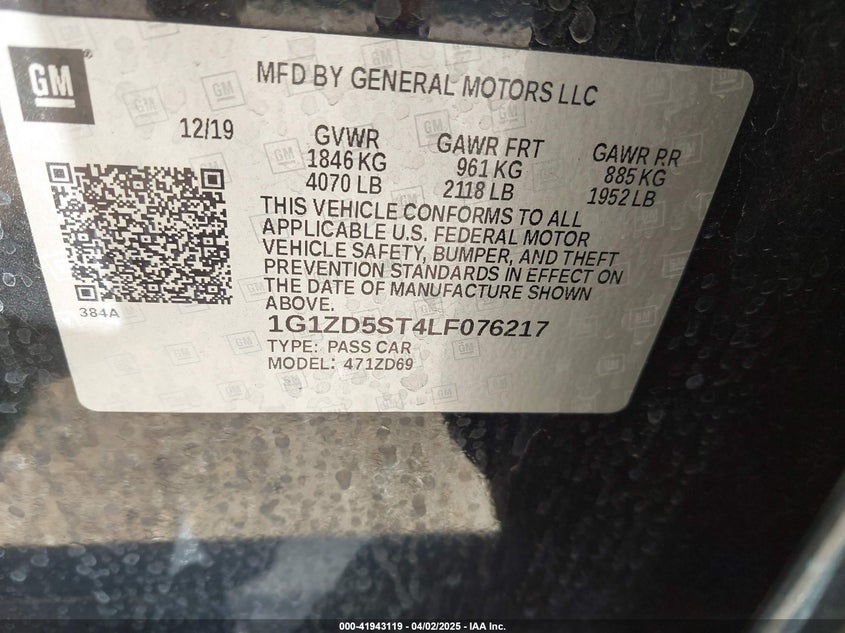 GM
MFD BY GENERAL MOTORS LLC
12/19
GVWR
1846 KG
4070 LB
GAWR FRT
961 KG
2118 LB
GAWR RR
885 KG
1952 LB
THIS VEHICLE CONFORMS TO ALL
APPLICABLE U.S. FEDERAL MOTOR
VEHICLE SAFETY, BUMPER, AND THEFT
PREVENTION STANDARDS IN EFFECT ON
THE DATE OF MANUFACTURE SHOWN
ABOVE.
384A
1G1ZD5ST4LF076217
TYPE: PASS CAR
MODEL: 471ZD69
000-41943119 - 04/02/2025 - IAA Inc.